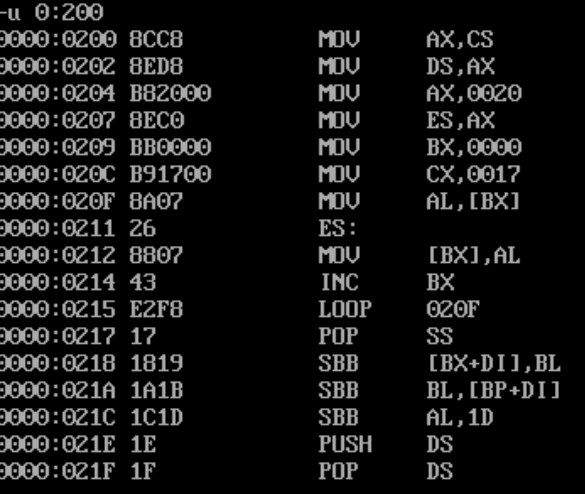 -u 0:200
0000:0200 8CC8 MOV AX,CS
0000:0202 8ED8 MOV DS,AX
0000:0204 B82000 MOV AX,0020
0000:0207 8EC0 MOV ES,AX
0000:0209 BB0000 MOV BX,0000
0000:020C B91700 MOV CX,0017
0000:020F 8A07 MOV AL,[BX]
0000:0211 26 ES:
0000:0212 8807 MOV [BX],AL
0000:0214 43 INC BX
0000:0215 E2F8 LOOP 020F
0000:0217 17 POP SS
0000:0218 1819 SBB [BX+DI],BL
0000:021A 1A1B SBB BL,[BP+DI]
0000:021C 1C1D SBB AL,1D
0000:021E 1E PUSH DS
0000:021F 1F POP DS